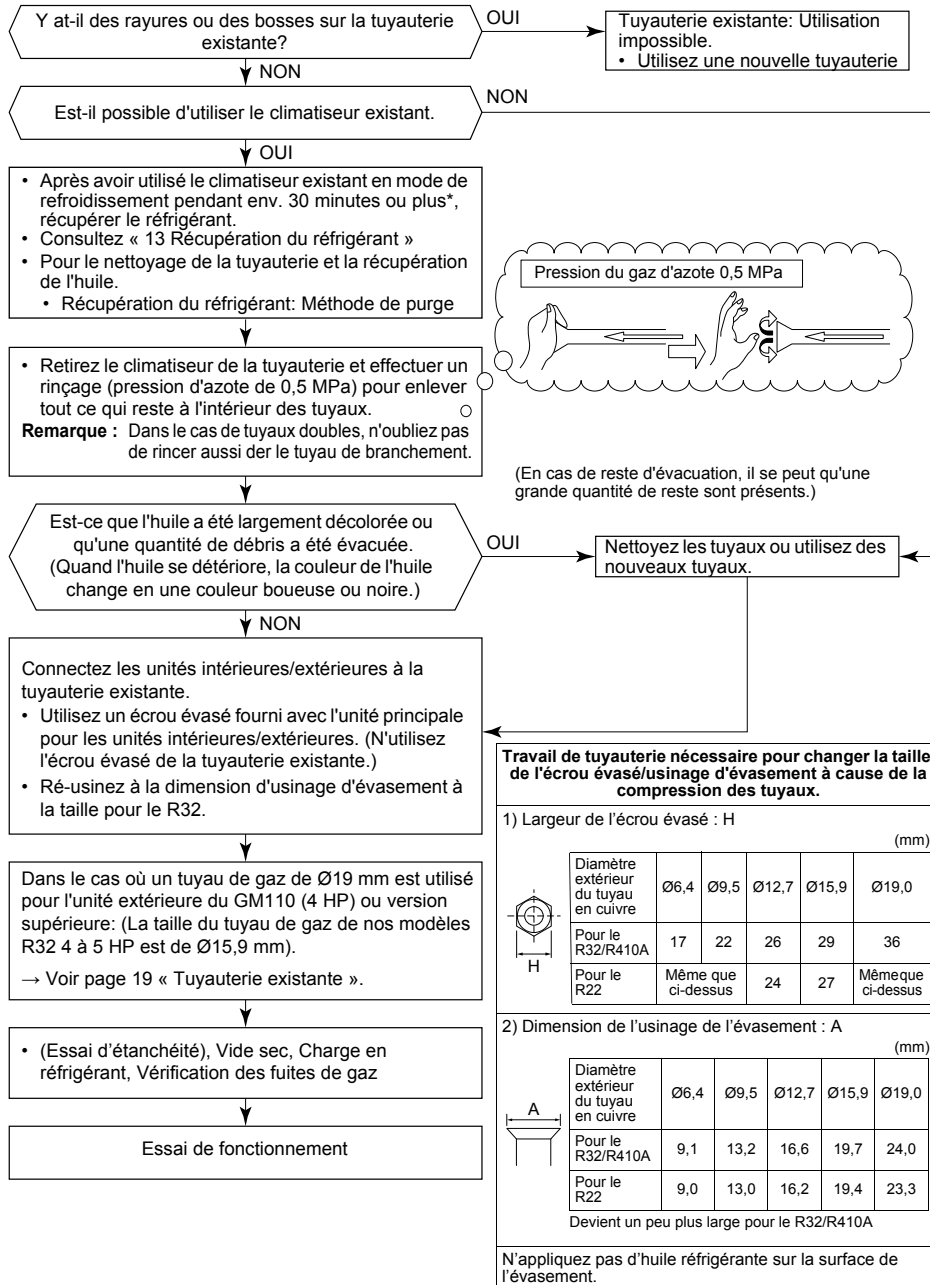 Y at-il des rayures ou des bosses sur la tuyauterie
existante?
OUI
Tuyauterie existante: Utilisation
impossible.
• Utilisez une nouvelle tuyauterie
NON
Est-il possible d'utiliser le climatiseur existant.
NON
OUI
• Après avoir utilisé le climatiseur existant en mode de
refroidissement pendant env. 30 minutes ou plus*,
récupérer le réfrigérant.
• Consultez « 13 Récupération du réfrigérant »
• Pour le nettoyage de la tuyauterie et la récupération
de l'huile.
• Récupération du réfrigérant: Méthode de purge
Pression du gaz d'azote 0,5 MPa
• Retirez le climatiseur de la tuyauterie et effectuer un
rinçage (pression d'azote de 0,5 MPa) pour enlever
tout ce qui reste à l'intérieur des tuyaux.
Remarque : Dans le cas de tuyaux doubles, n'oubliez pas
de rincer aussi der le tuyau de branchement.
(En cas de reste d'évacuation, il se peut qu'une
grande quantité de reste sont présents.)
Est-ce que l'huile a été largement décolorée ou
qu'une quantité de débris a été évacuée.
(Quand l'huile se détériore, la couleur de l'huile
change en une couleur boueuse ou noire.)
OUI
Nettoyez les tuyaux ou utilisez des
nouveaux tuyaux.
NON
Connectez les unités intérieures/extérieures à la
tuyauterie existante.
• Utilisez un écrou évasé fourni avec l'unité principale
pour les unités intérieures/extérieures. (N'utilisez
l'écrou évasé de la tuyauterie existante.)
• Ré-usinez à la dimension d'usinage d'évasement à
la taille pour le R32.
Dans le cas où un tuyau de gaz de Ø19 mm est utilisé
pour l'unité extérieure du GM110 (4 HP) ou version
supérieure: (La taille du tuyau de gaz de nos modèles
R32 4 à 5 HP est de Ø15,9 mm).
→ Voir page 19 « Tuyauterie existante ».
• (Essai d'étanchéité), Vide sec, Charge en
réfrigérant, Vérification des fuites de gaz
Essai de fonctionnement
Travail de tuyauterie nécessaire pour changer la taille
de l'écrou évasé/usinage d'évasement à cause de la
compression des tuyaux.
1) Largeur de l'écrou évasé : H
(mm)
H
Diamètre
extérieur
du tuyau
en cuivre
Ø6,4 Ø9,5 Ø12,7 Ø15,9 Ø19,0
Pour le
R32/R410A
17 22 26 29 36
Pour le
R22
Même que
ci-dessus
24 27
Mêmeque
ci-dessus
2) Dimension de l'usinage de l'évasement : A
(mm)
A
Diamètre
extérieur
du tuyau
en cuivre
Ø6,4 Ø9,5 Ø12,7 Ø15,9 Ø19,0
Pour le
R32/R410A
9,1 13,2 16,6 19,7 24,0
Pour le
R22
9,0 13,0 16,2 19,4 23,3
Devient un peu plus large pour le R32/R410A
N'appliquez pas d'huile réfrigérante sur la surface de
l'évasement.